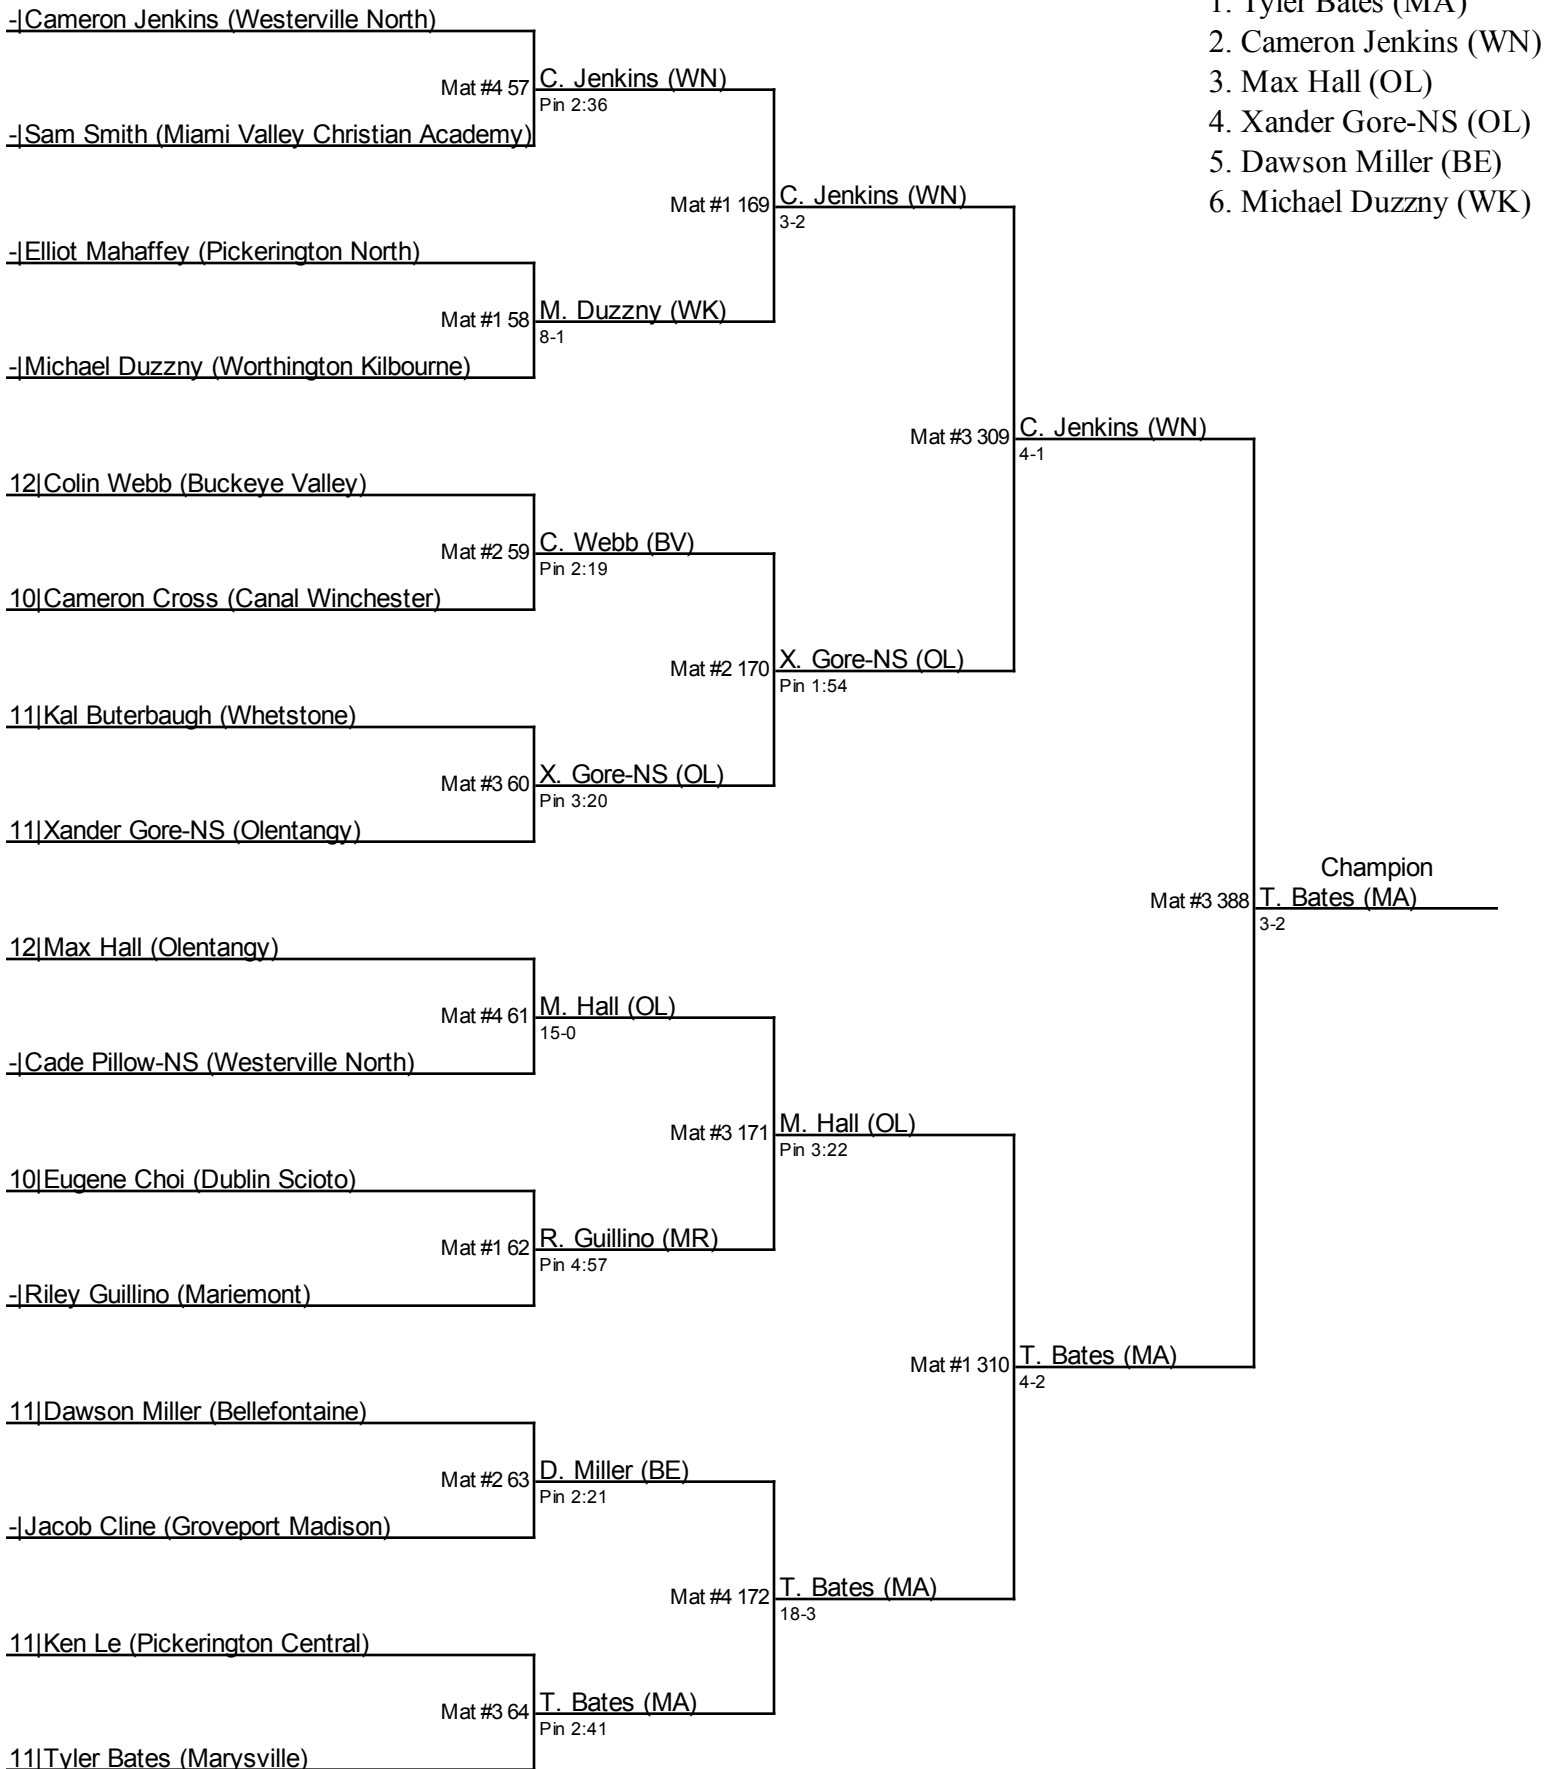 -|Cameron Jenkins (Westerville North)
Mat #4 57
C. Jenkins (WN)
Pin 2:36
-|Sam Smith (Miami Valley Christian Academy)
Mat #1 169
C. Jenkins (WN)
3-2
-|Elliot Mahaffey (Pickerington North)
Mat #1 58
M. Duzzny (WK)
8-1
-|Michael Duzzny (Worthington Kilbourne)
Mat #3 309
C. Jenkins (WN)
4-1
12|Colin Webb (Buckeye Valley)
Mat #2 59
C. Webb (BV)
Pin 2:19
10|Cameron Cross (Canal Winchester)
Mat #2 170
X. Gore-NS (OL)
Pin 1:54
11|Kal Buterbaugh (Whetstone)
Mat #3 60
X. Gore-NS (OL)
Pin 3:20
11|Xander Gore-NS (Olentangy)
Champion
Mat #3 388
T. Bates (MA)
3-2
12|Max Hall (Olentangy)
Mat #4 61
M. Hall (OL)
15-0
-|Cade Pillow-NS (Westerville North)
Mat #3 171
M. Hall (OL)
Pin 3:22
10|Eugene Choi (Dublin Scioto)
Mat #1 62
R. Guillino (MR)
Pin 4:57
-|Riley Guillino (Mariemont)
Mat #1 310
T. Bates (MA)
4-2
11|Dawson Miller (Bellefontaine)
Mat #2 63
D. Miller (BE)
Pin 2:21
-|Jacob Cline (Groveport Madison)
Mat #4 172
T. Bates (MA)
18-3
11|Ken Le (Pickerington Central)
Mat #3 64
T. Bates (MA)
Pin 2:41
11|Tyler Bates (Marysville)
1. Tyler Bates (MA)
2. Cameron Jenkins (WN)
3. Max Hall (OL)
4. Xander Gore-NS (OL)
5. Dawson Miller (BE)
6. Michael Duzzny (WK)